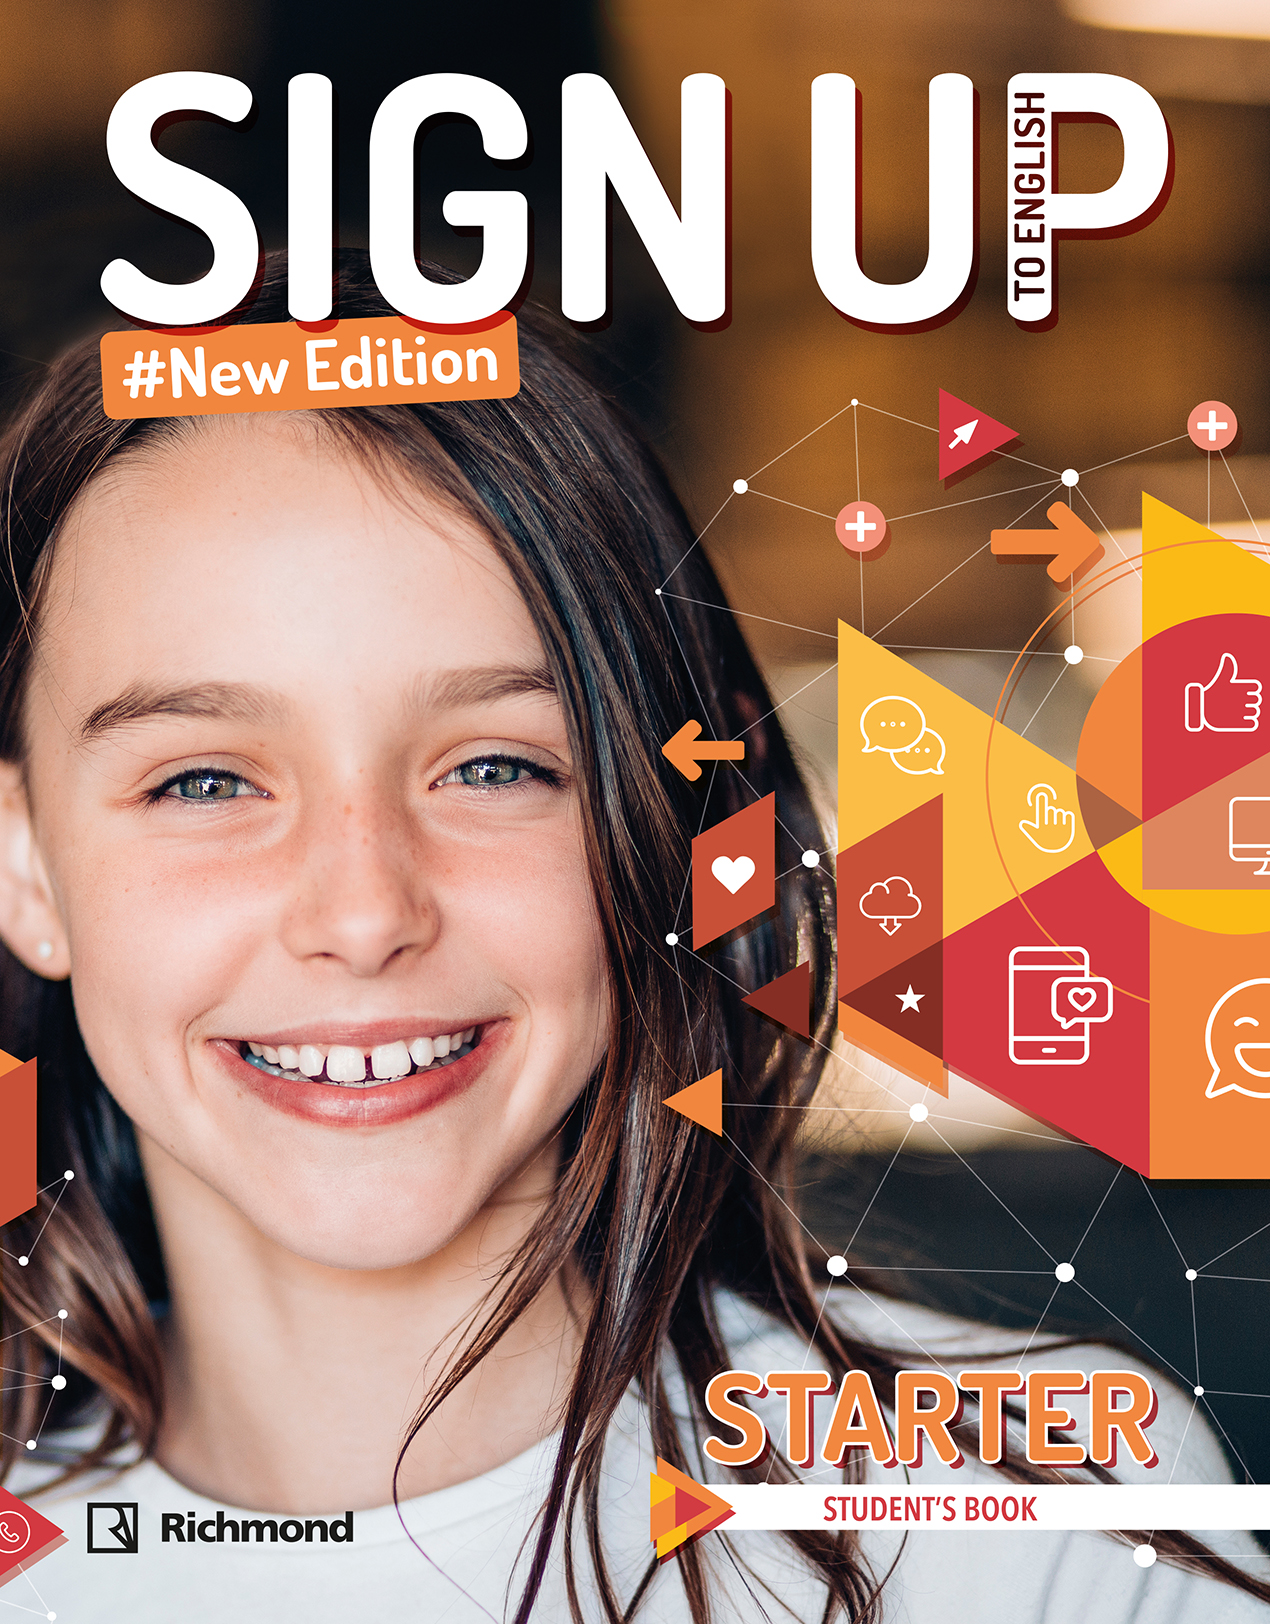 SIGN UP
TO ENGLISH
#New Edition
STARTER
STUDENT'S BOOK
Richmond